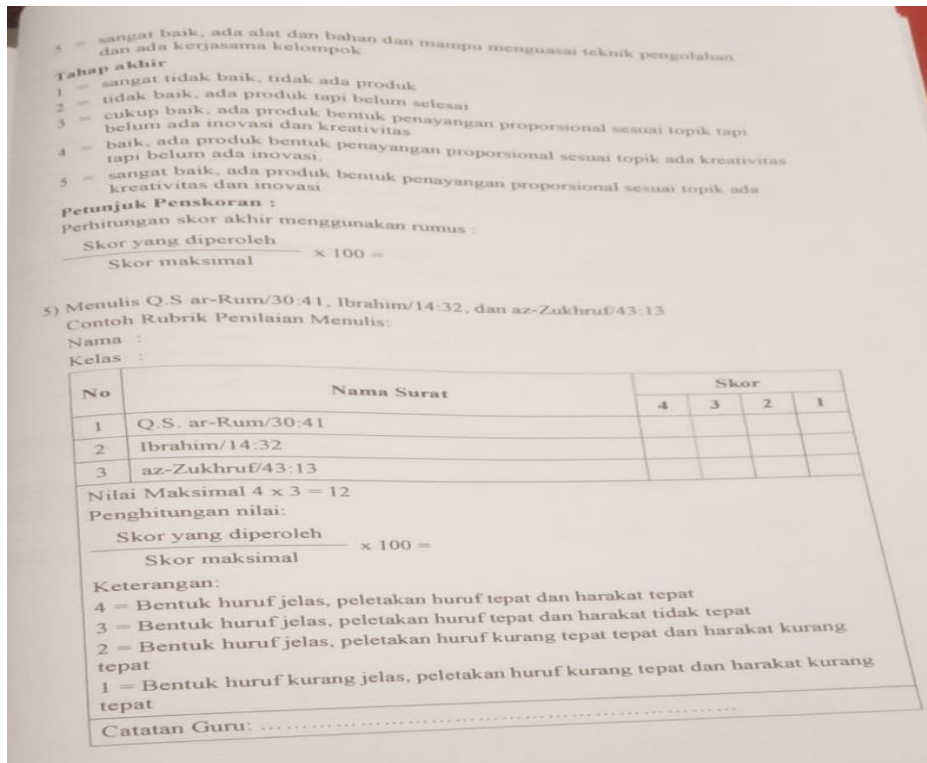 5 = sangat baik, ada alat dan bahan dan mampu menguasai teknik pengolahan
dan ada kerjasama kelompok
Tahap akhir
1 = sangat tidak baik, tidak ada produk
2 = tidak baik, ada produk tapi belum selesai
3 = cukup baik, ada produk bentuk penayangan proporsional sesuai topik tapi
belum ada inovasi dan kreativitas
4 = baik, ada produk bentuk penayangan proporsional sesuai topik ada kreativitas
tapi belum ada inovasi.
5 = sangat baik, ada produk bentuk penayangan proporsional sesuai topik ada
kreativitas dan inovasi
Petunjuk Penskoran :
Perhitungan skor akhir menggunakan rumus :
Skor yang diperoleh
Skor maksimal
x 100 =
5) Menulis Q.S ar-Rum/30:41, Ibrahim/14:32, dan az-Zukhruf/43:13
Contoh Rubrik Penilaian Menulis:
Nama :
Kelas :
No Nama Surat Skor
4 3 2 1
1 Q.S. ar-Rum/30:41
2 Ibrahim/14:32
3 az-Zukhruf/43:13
Nilai Maksimal 4 x 3 = 12
Penghitungan nilai:
Skor yang diperoleh
Skor maksimal
x 100 =
Keterangan:
4 = Bentuk huruf jelas, peletakan huruf tepat dan harakat tepat
3 = Bentuk huruf jelas, peletakan huruf tepat dan harakat tidak tepat
2 = Bentuk huruf jelas, peletakan huruf kurang tepat tepat dan harakat kurang
tepat
1 = Bentuk huruf kurang jelas, peletakan huruf kurang tepat dan harakat kurang
tepat
Catatan Guru: ............................................................